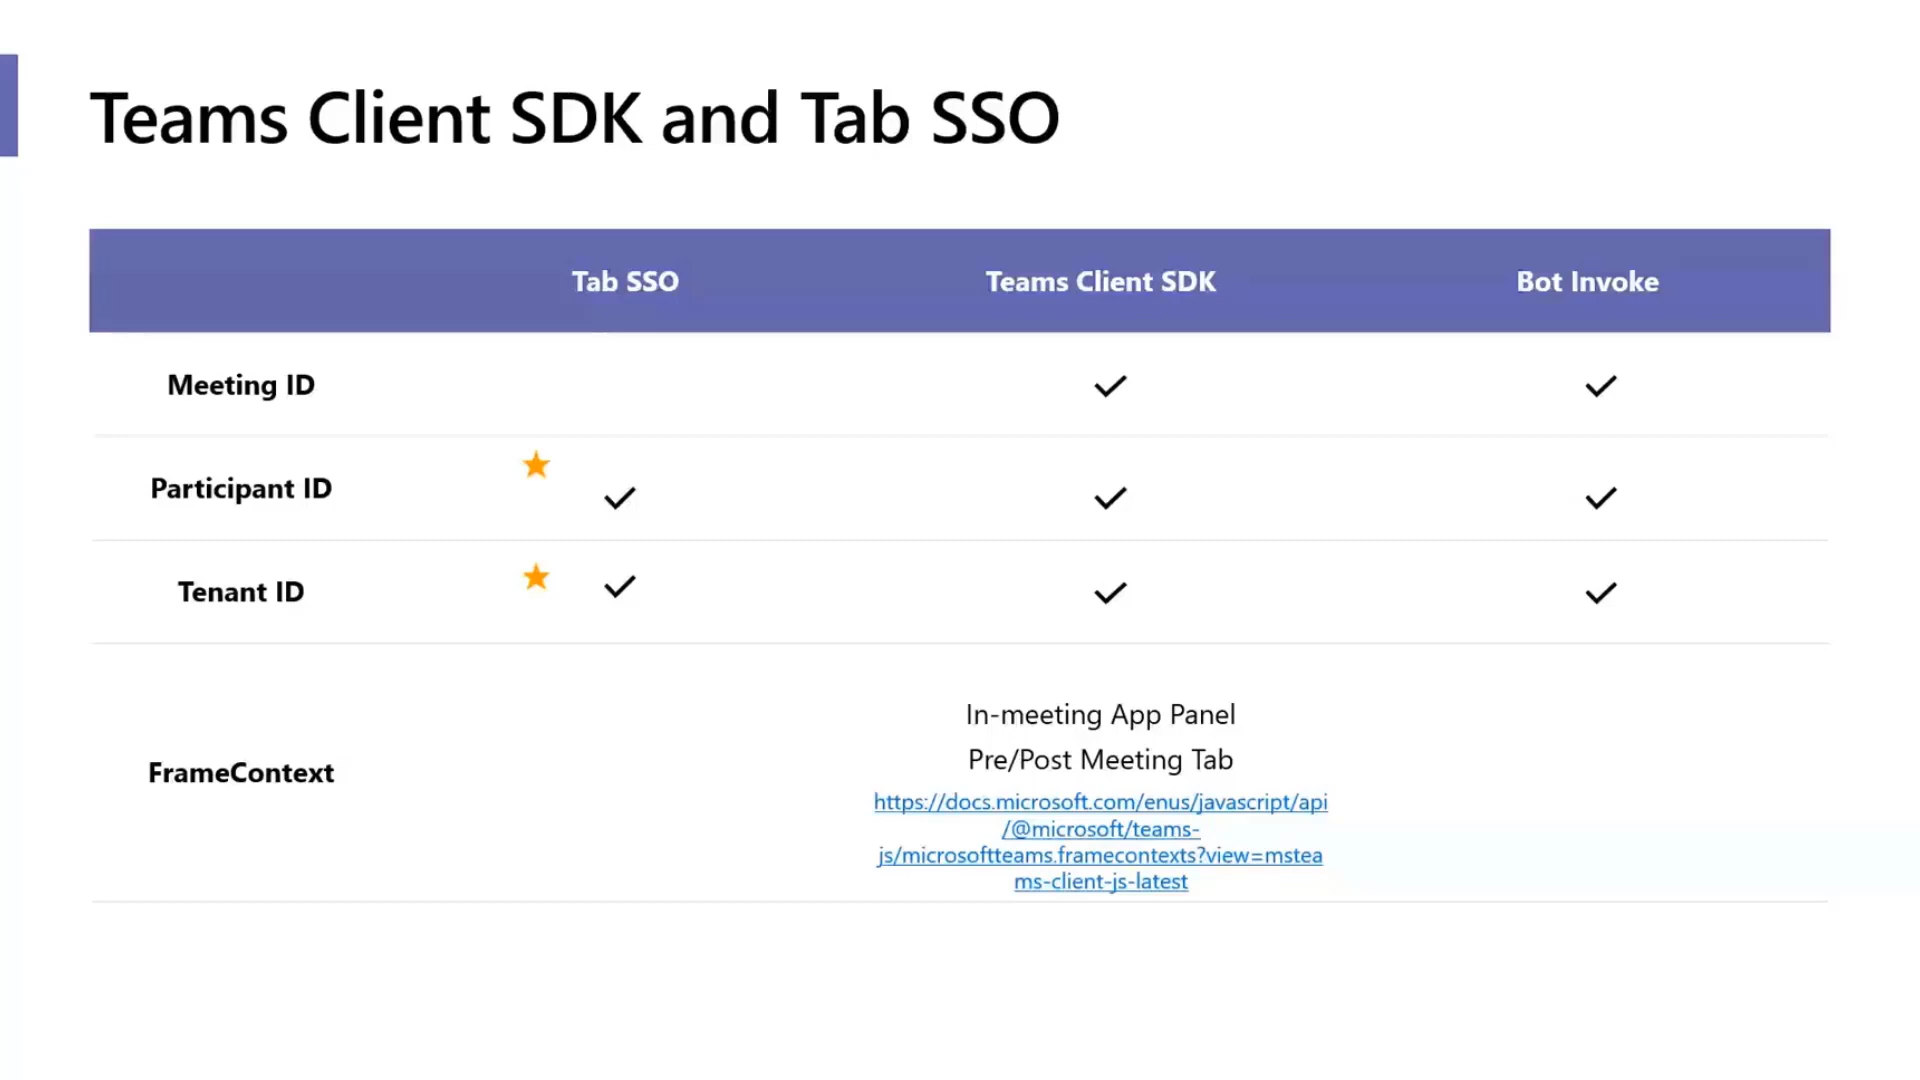 Teams Client SDK and Tab SSO
Tab SSO Teams Client SDK Bot Invoke
Meeting ID ✓ ✓
Participant ID ★ ✓ ✓ ✓
Tenant ID ★ ✓ ✓ ✓
In-meeting App Panel
Pre/Post Meeting Tab
FrameContext
https://docs.microsoft.com/enus/javascript/api
/@microsoft/teams-
js/microsoftteams.framecontexts?view=mstea
ms-client-js-latest